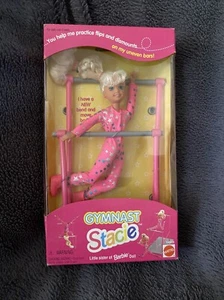 You help me practice flips and dismounts...
on my uneven bars!
I have a
NEW
bend and
move
body
GYMNAST
Stacie
Little sister of Barbie Doll
MATTEL